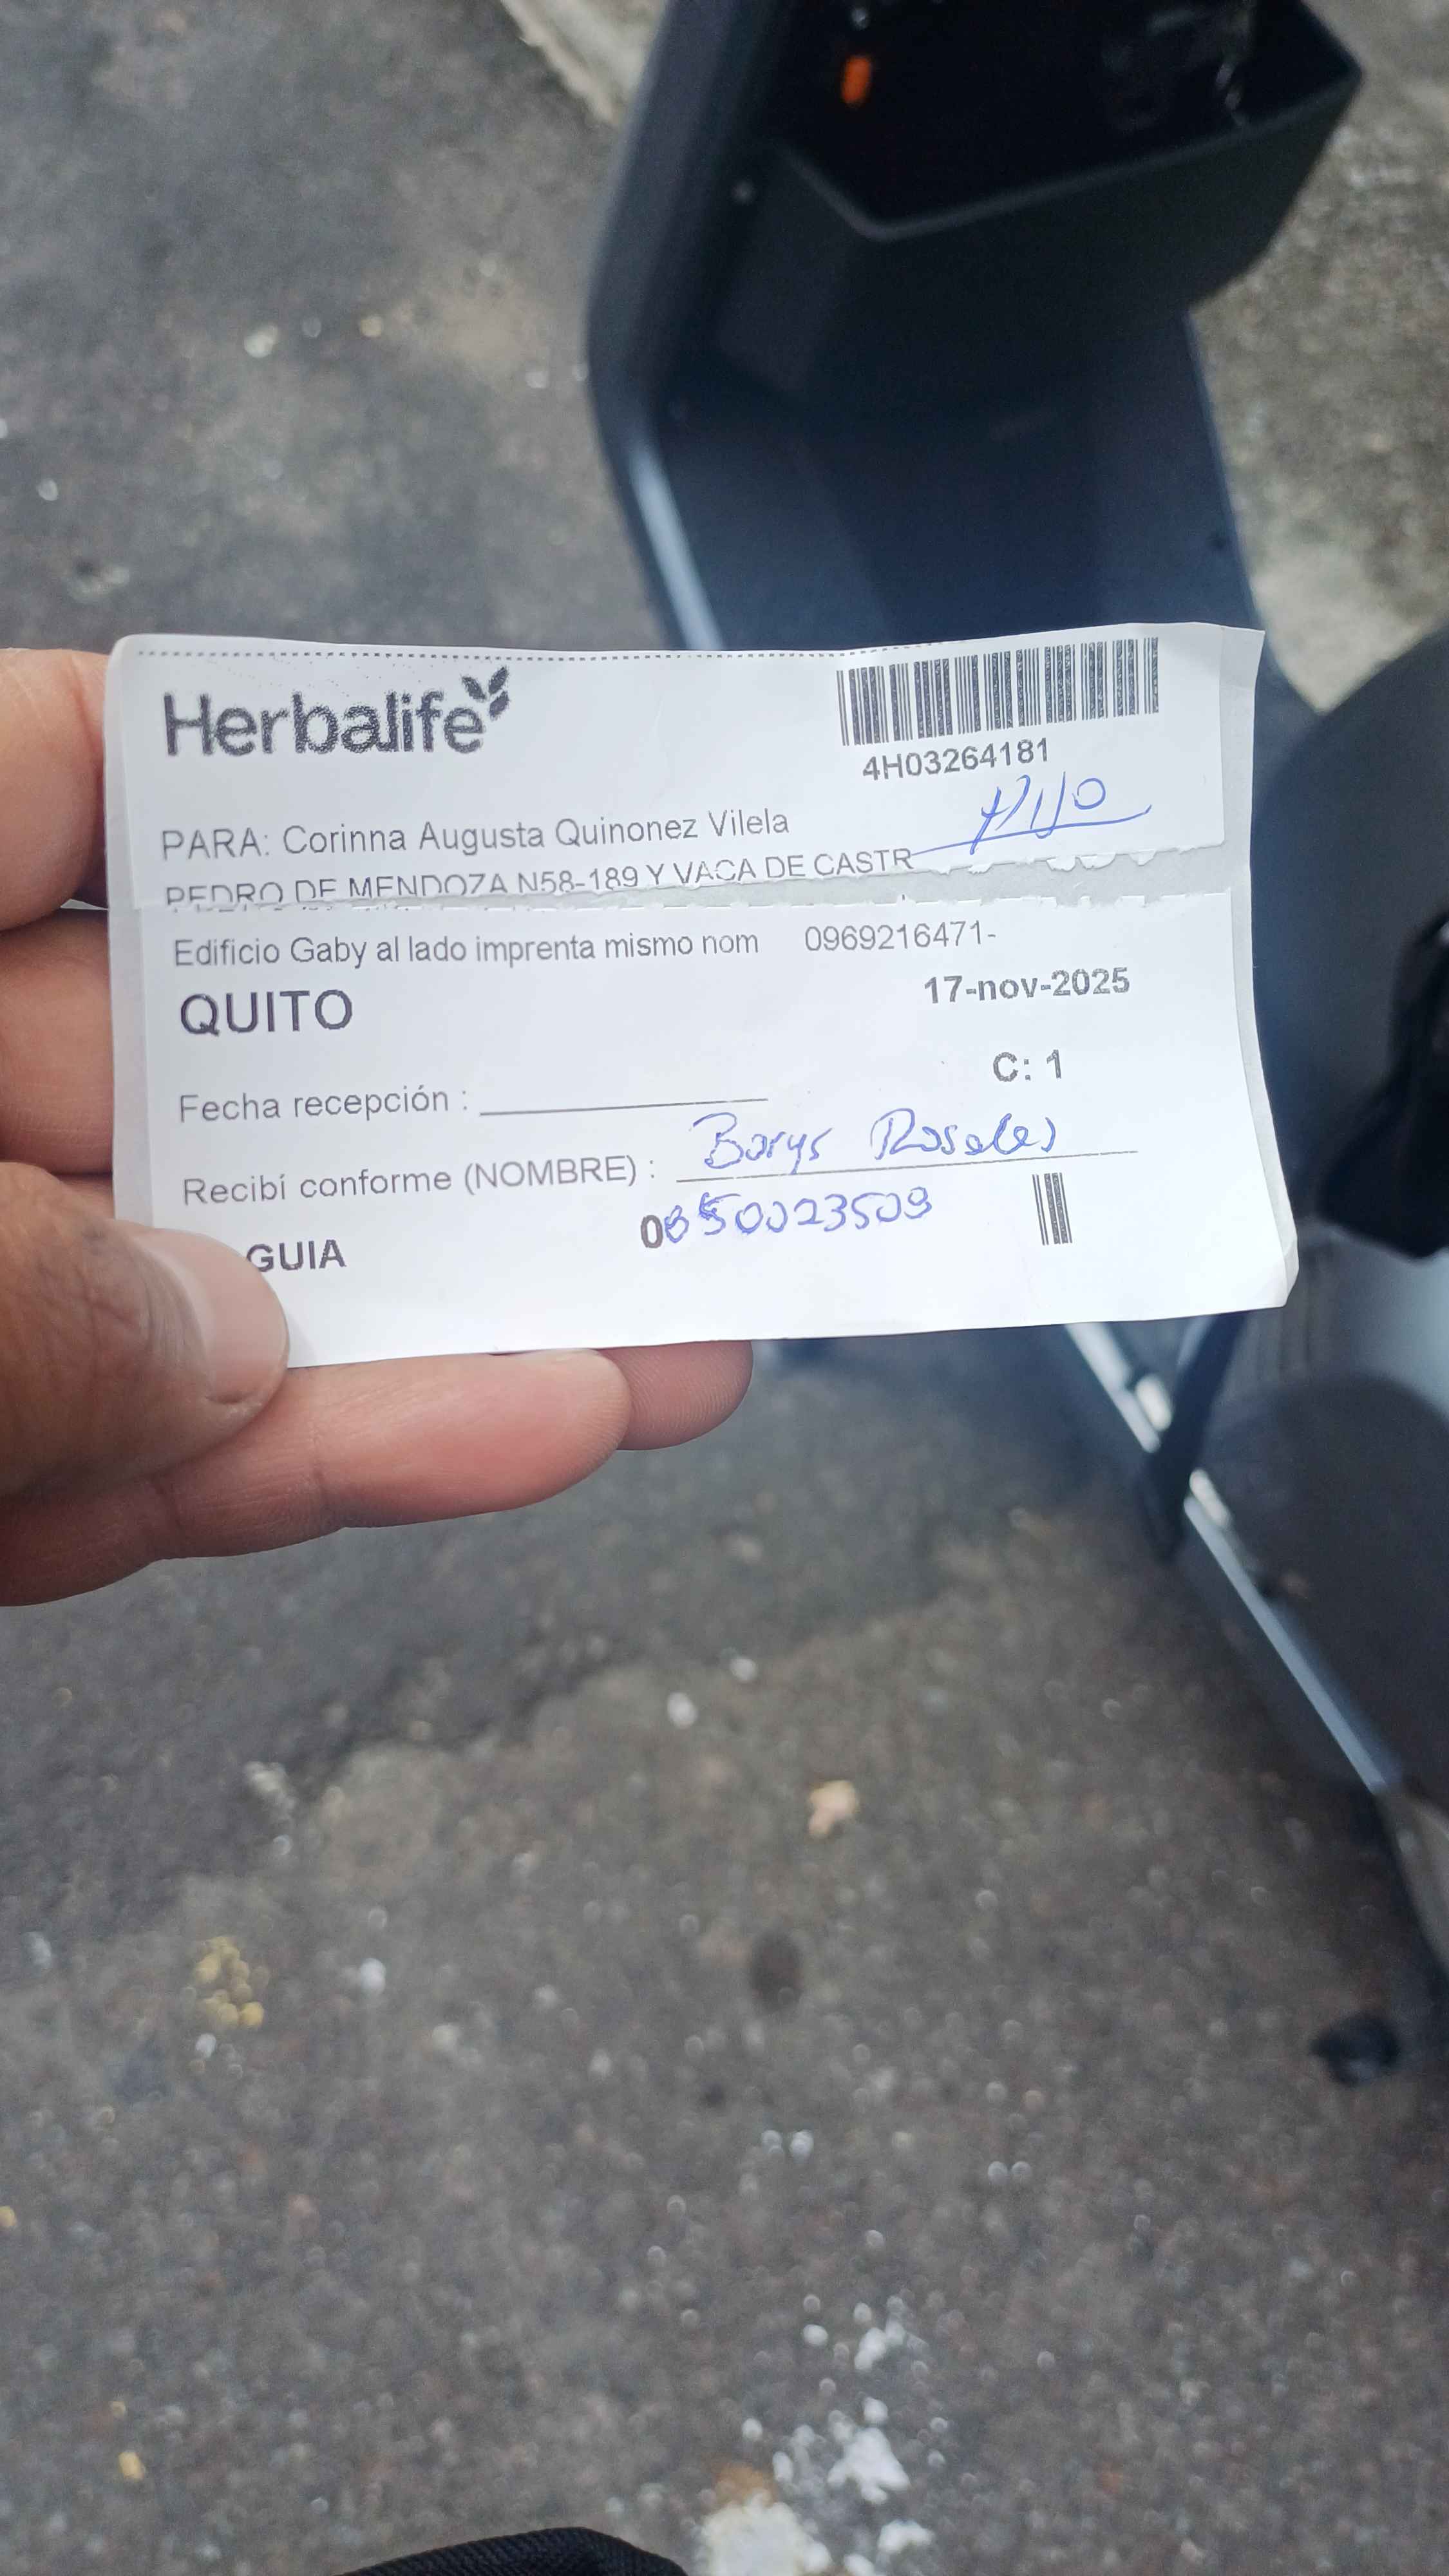 Herbalife
4H03264181
HIJO
PARA: Corinna Augusta Quinonez Vilela
PEDRO DE MENDOZA N58-189 Y VACA DE CASTR
Edificio Gaby al lado imprenta mismo nom 0969216471-
QUITO
17-nov-2025
C: 1
Fecha recepción :
Recibí conforme (NOMBRE) : Borys Rosales
GUIA